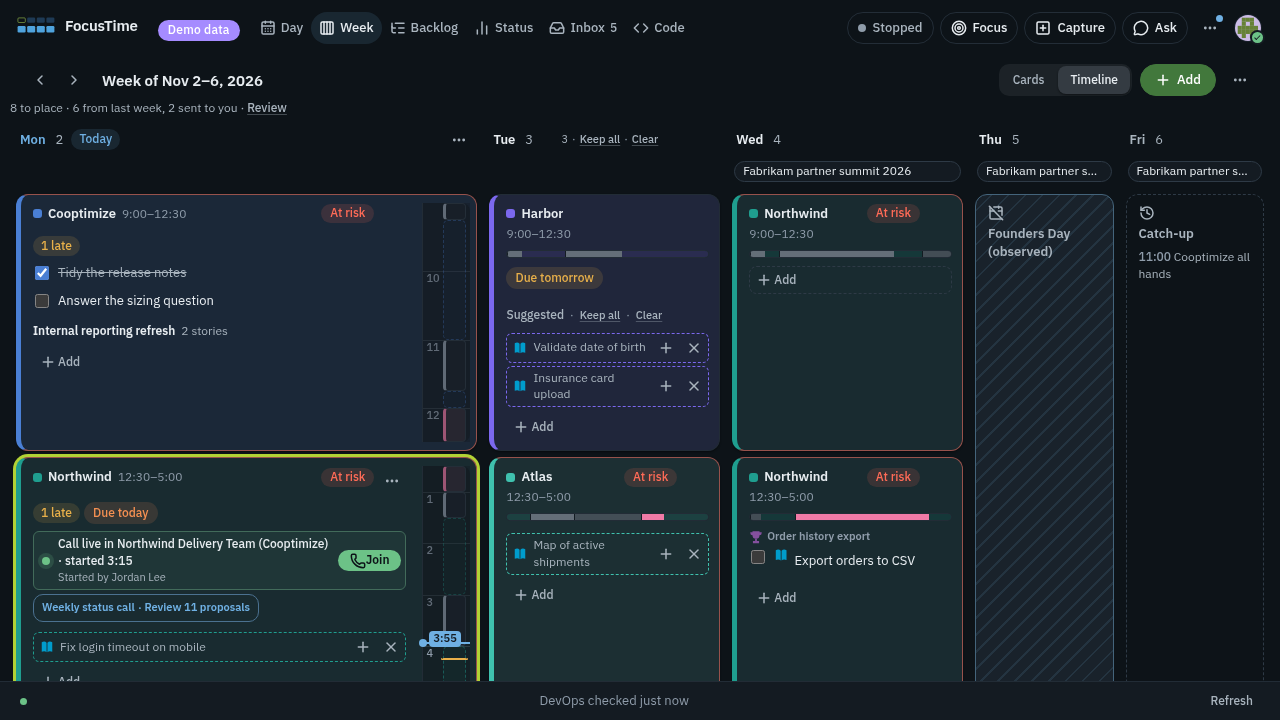 FocusTime
Demo data
Day
Week
Backlog
Status
Inbox 5
Code
Stopped
Focus
Capture
Ask
Week of Nov 2–6, 2026
Cards
Timeline
Add
8 to place · 6 from last week, 2 sent to you · Review
Mon 2 Today
Tue 3
3 · Keep all · Clear
Wed 4
Thu 5
Fri 6
Fabrikam partner summit 2026
Fabrikam partner s...
Fabrikam partner s...
Cooptimize 9:00–12:30
At risk
1 late
Tidy the release notes
Answer the sizing question
Internal reporting refresh 2 stories
Add
10
11
12
Harbor
9:00–12:30
Due tomorrow
Suggested · Keep all · Clear
Validate date of birth
Insurance card
upload
Add
Northwind
At risk
9:00–12:30
Add
Founders Day
(observed)
Catch-up
11:00 Cooptimize all
hands
Northwind 12:30–5:00
At risk
1 late
Due today
Call live in Northwind Delivery Team (Cooptimize)
· started 3:15
Started by Jordan Lee
Join
Weekly status call · Review 11 proposals
Fix login timeout on mobile
Add
1
2
3
3:55
4
Atlas
At risk
12:30–5:00
Map of active
shipments
Add
Northwind
At risk
12:30–5:00
Order history export
Export orders to CSV
Add
DevOps checked just now
Refresh